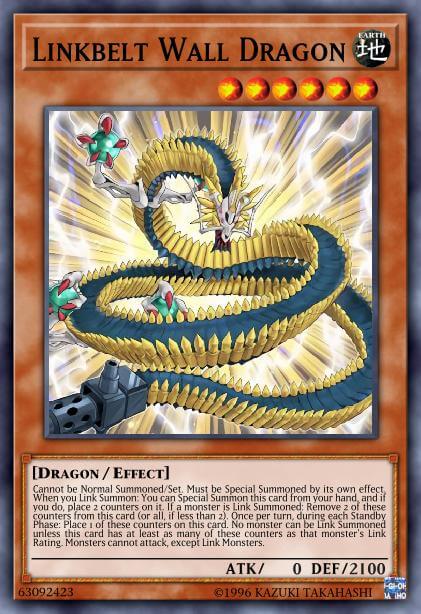 LINKBELT WALL DRAGON
EARTH
地
[DRAGON / EFFECT]
Cannot be Normal Summoned/Set. Must be Special Summoned by its own effect.
When you Link Summon: You can Special Summon this card from your hand, and if
you do, place 2 counters on it. If a monster is Link Summoned: Remove 2 of these
counters from this card (or all, if less than 2). Once per turn, during each Standby
Phase: Place 1 of these counters on this card. No monster can be Link Summoned
unless this card has at least as many of these counters as that monster's Link
Rating. Monsters cannot attack, except Link Monsters.
ATK/ 0 DEF/2100
63092423
©1996 KAZUKI TAKAHASHI